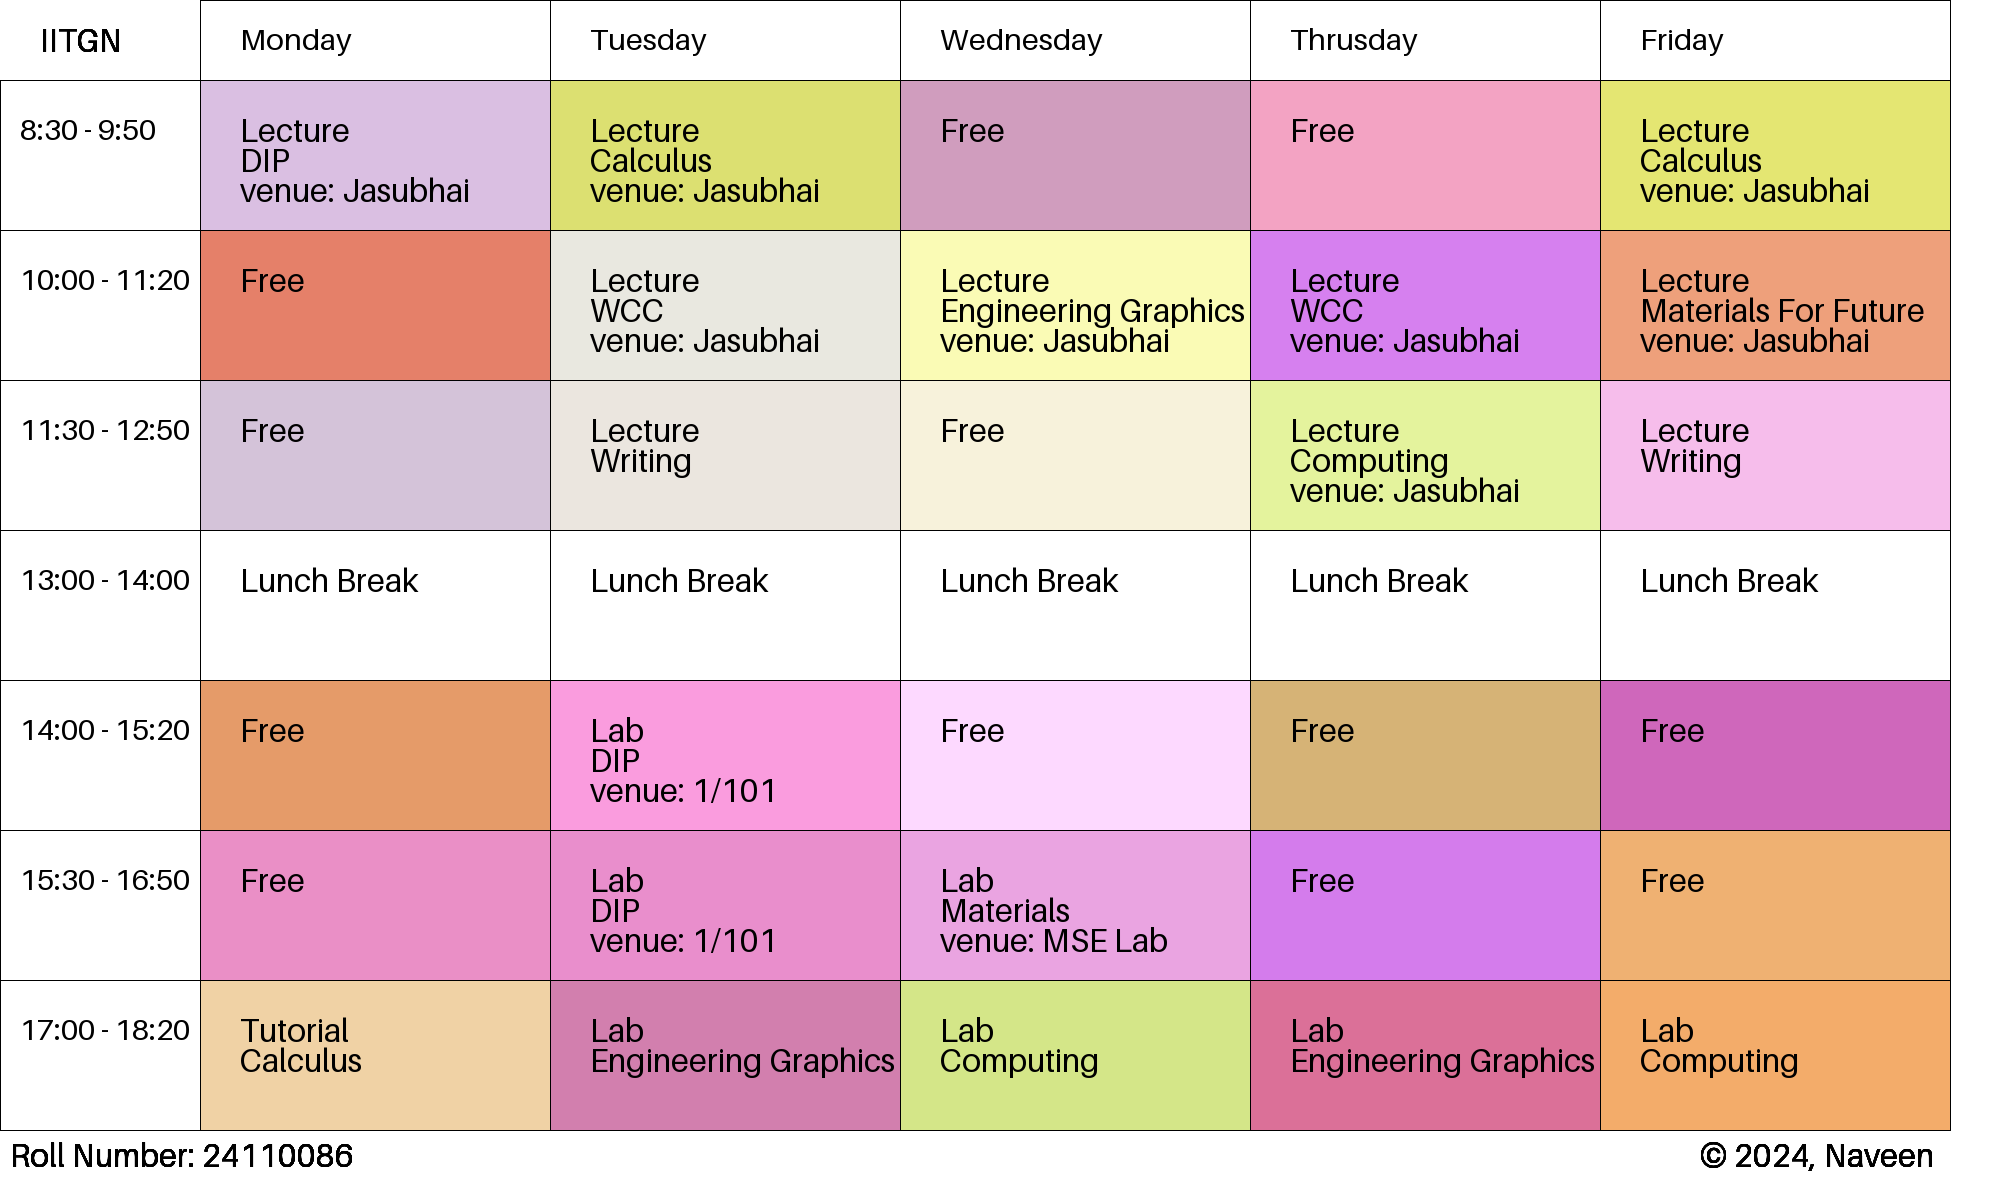 IITGN Monday Tuesday Wednesday Thrusday Friday
8:30 - 9:50
Lecture
DIP
venue: Jasubhai
Lecture
Calculus
venue: Jasubhai
Free
Free
Lecture
Calculus
venue: Jasubhai
10:00 - 11:20
Free
Lecture
WCC
venue: Jasubhai
Lecture
Engineering Graphics
venue: Jasubhai
Lecture
WCC
venue: Jasubhai
Lecture
Materials For Future
venue: Jasubhai
11:30 - 12:50
Free
Lecture
Writing
Free
Lecture
Computing
venue: Jasubhai
Lecture
Writing
13:00 - 14:00
Lunch Break
Lunch Break
Lunch Break
Lunch Break
Lunch Break
14:00 - 15:20
Free
Lab
DIP
venue: 1/101
Free
Free
Free
15:30 - 16:50
Free
Lab
DIP
venue: 1/101
Lab
Materials
venue: MSE Lab
Free
Free
17:00 - 18:20
Tutorial
Calculus
Lab
Engineering Graphics
Lab
Computing
Lab
Engineering Graphics
Lab
Computing
Roll Number: 24110086
© 2024, Naveen